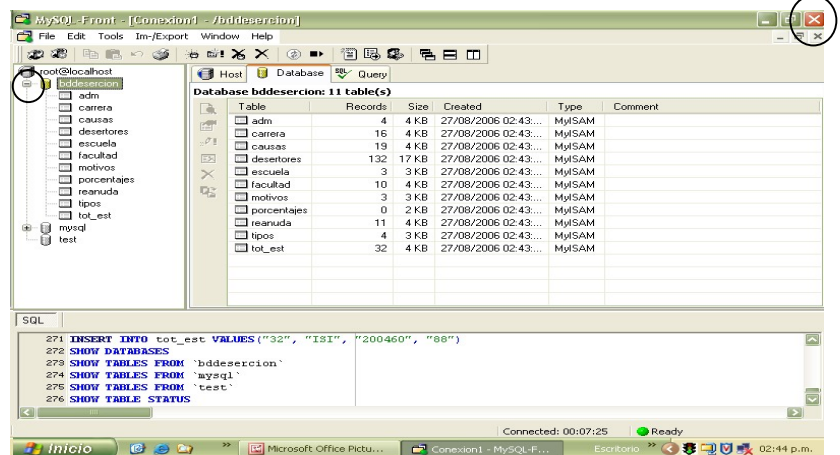 MySQL-Front - [Conexion1 - /bddesercion]
File Edit Tools Im-/Export Window Help
root@localhost
bddesercion
adm
carrera
causas
desertores
escuela
facultad
motivos
porcentajes
reanuda
tipos
tot_est
mysql
test
Host Database SQL Query
Database bddesercion: 11 table(s)
Table Records Size Created Type Comment
adm 4 4 KB 27/08/2006 02:43:... MyISAM
carrera 16 4 KB 27/08/2006 02:43:... MyISAM
causas 19 4 KB 27/08/2006 02:43:... MyISAM
desertores 132 17 KB 27/08/2006 02:43:... MyISAM
escuela 3 3 KB 27/08/2006 02:43:... MyISAM
facultad 10 4 KB 27/08/2006 02:43:... MyISAM
motivos 3 3 KB 27/08/2006 02:43:... MyISAM
porcentajes 0 2 KB 27/08/2006 02:43:... MyISAM
reanuda 11 4 KB 27/08/2006 02:43:... MyISAM
tipos 4 3 KB 27/08/2006 02:43:... MyISAM
tot_est 32 4 KB 27/08/2006 02:43:... MyISAM
SQL
271 INSERT INTO tot_est VALUES("32", "ISI", "200460", "88")
272 SHOW DATABASES
273 SHOW TABLES FROM `bddesercion`
274 SHOW TABLES FROM `mysql`
275 SHOW TABLES FROM `test`
276 SHOW TABLE STATUS
Connected: 00:07:25 Ready
Inicio » Microsoft Office Pictu... Conexion1 - MySQL-F... Escritorio » 02:44 p.m.